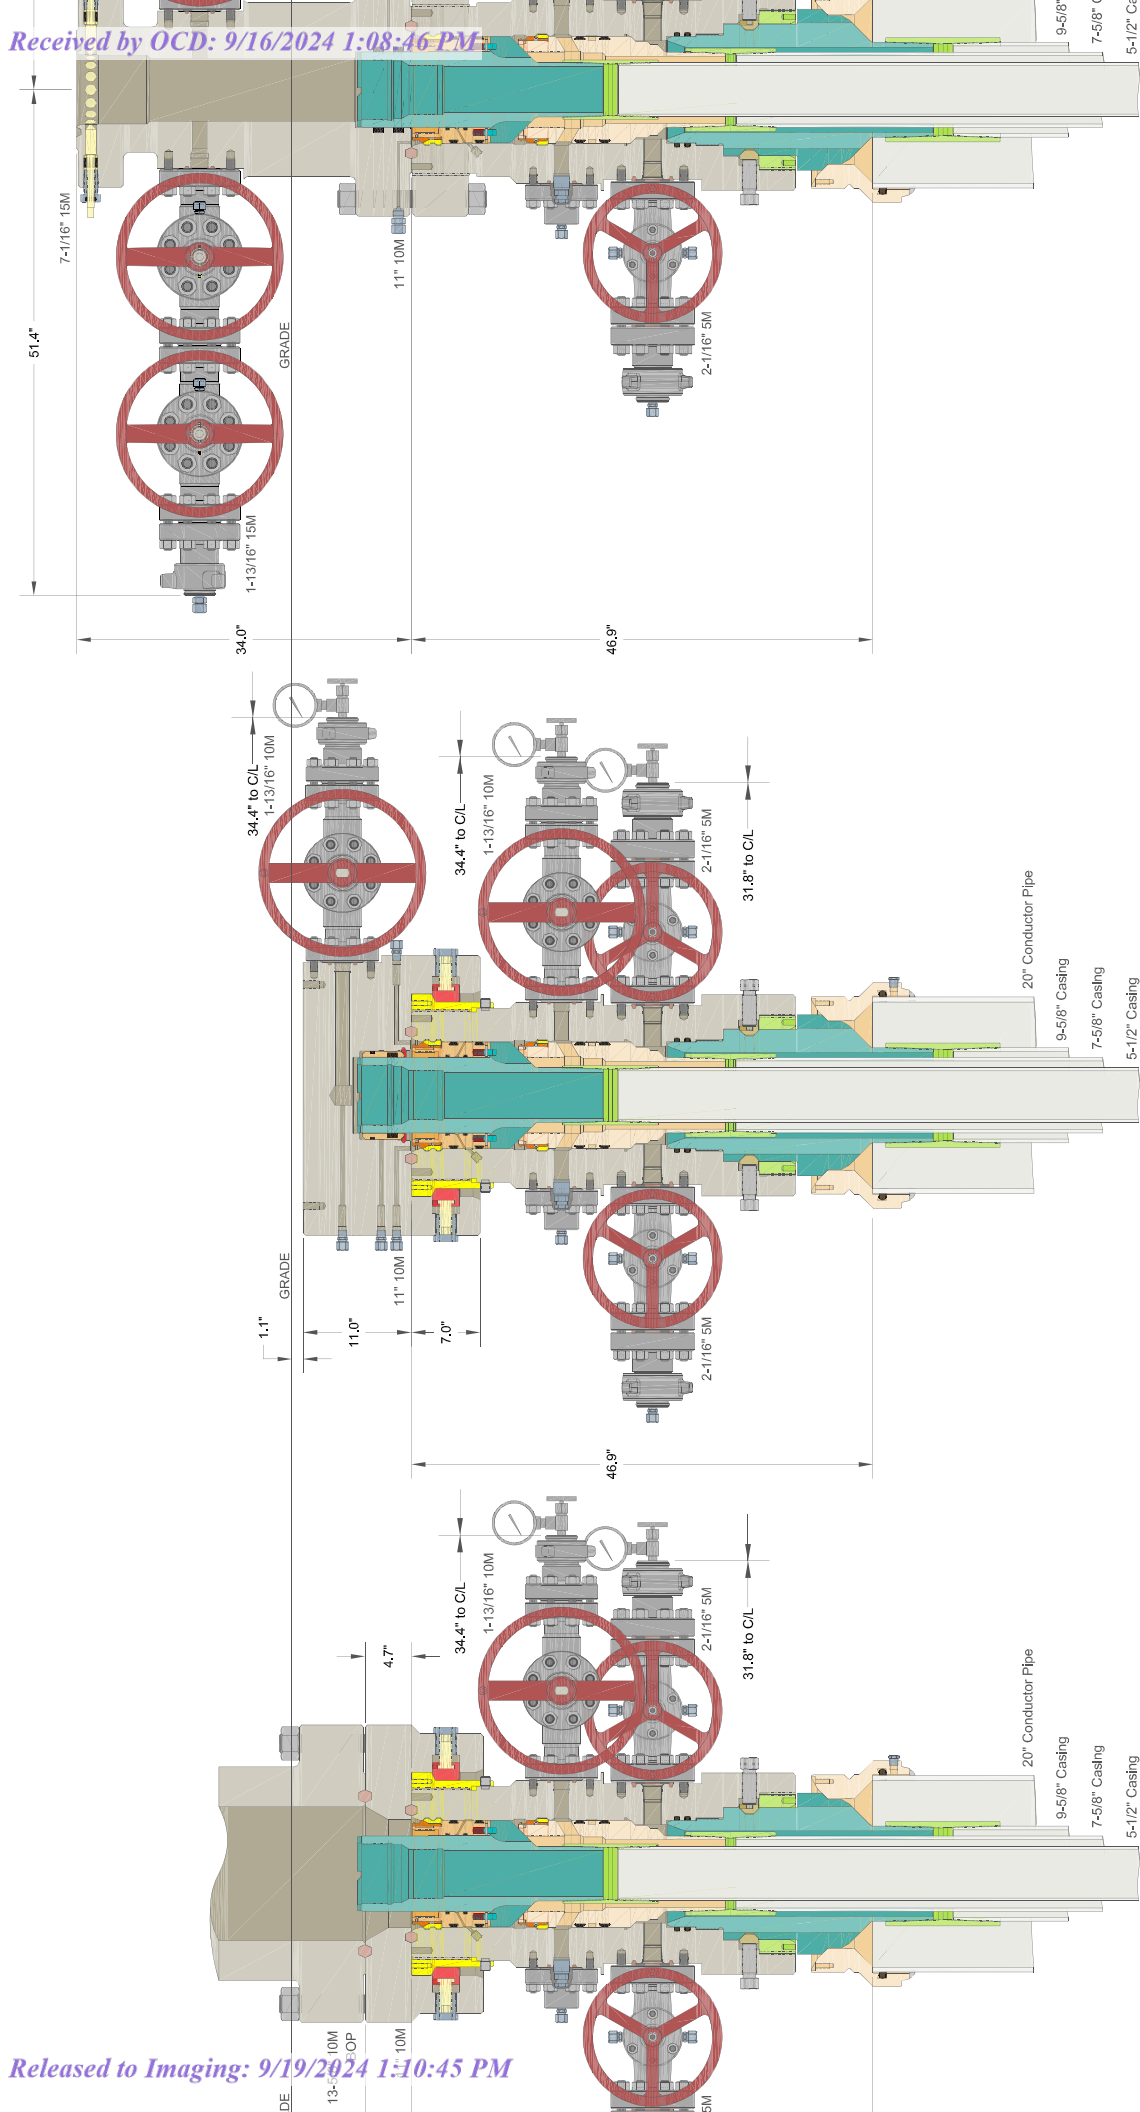 Received by OCD: 9/16/2024 1:08:46 PM
9-5/8"
7-5/8"
5-1/2"
7-1/16" 15M
11" 10M
51.4"
GRADE
2-1/16" 5M
1-13/16" 15M
34.0"
46.9"
34.4" to C/L
1-13/16" 10M
34.4" to C/L
1-13/16" 10M
2-1/16" 5M
31.8" to C/L
20" Conductor Pipe
9-5/8" Casing
7-5/8" Casing
5-1/2" Casing
GRADE
11" 10M
1.1"
11.0"
7.0"
2-1/16" 5M
46.9"
34.4" to C/L
1-13/16" 10M
2-1/16" 5M
31.8" to C/L
4.7"
20" Conductor Pipe
9-5/8" Casing
7-5/8" Casing
5-1/2" Casing
10M
BOP
10M
Released to Imaging: 9/19/2024 1:10:45 PM
5M